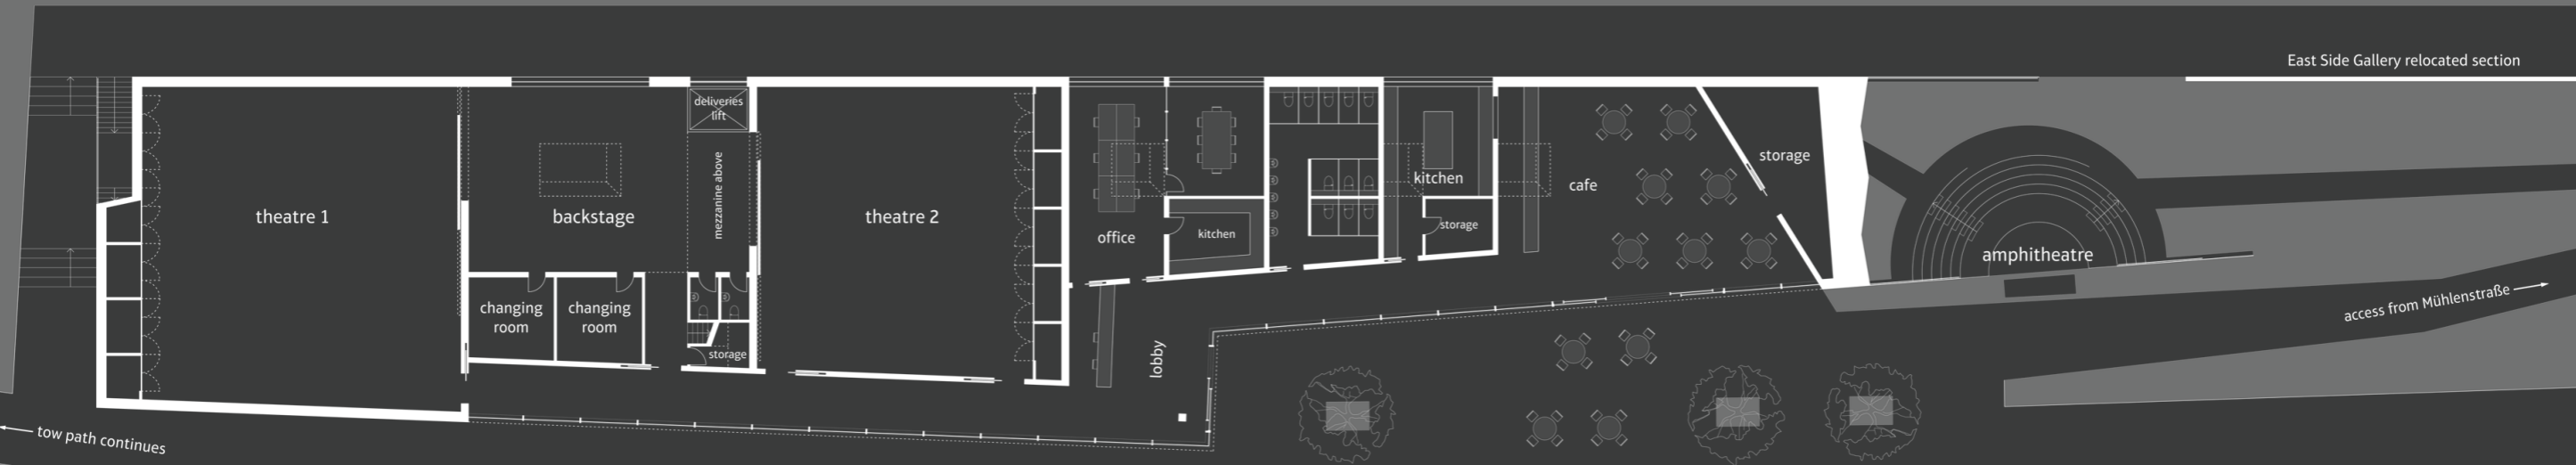 East Side Gallery relocated section
deliveries
lift
mezzanine above
storage
kitchen
cafe
theatre 1
backstage
theatre 2
office
kitchen
storage
amphitheatre
changing
room
changing
room
storage
lobby
access from Mühlenstraße
tow path continues